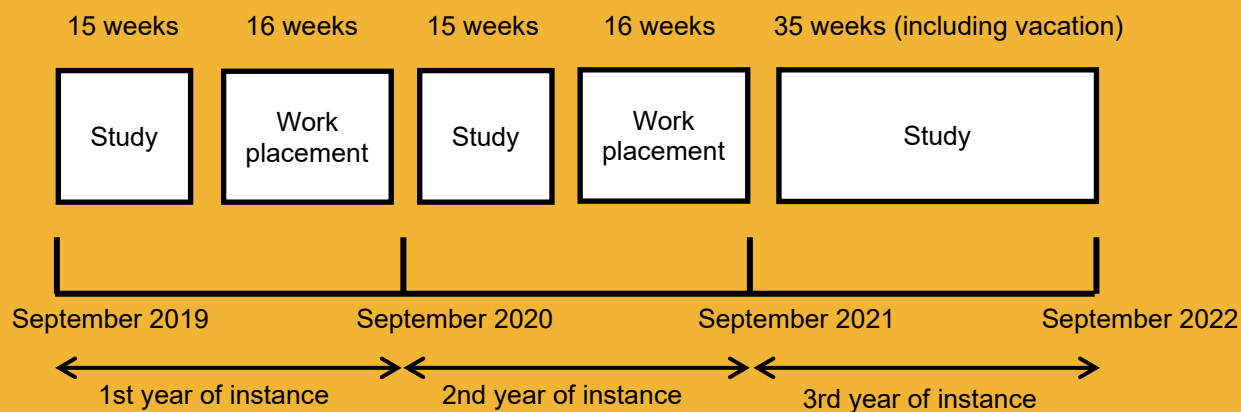 15 weeks
16 weeks
15 weeks
16 weeks
35 weeks (including vacation)
Study
Work
placement
Study
Work
placement
Study
September 2019
September 2020
September 2021
September 2022
1st year of instance
2nd year of instance
3rd year of instance